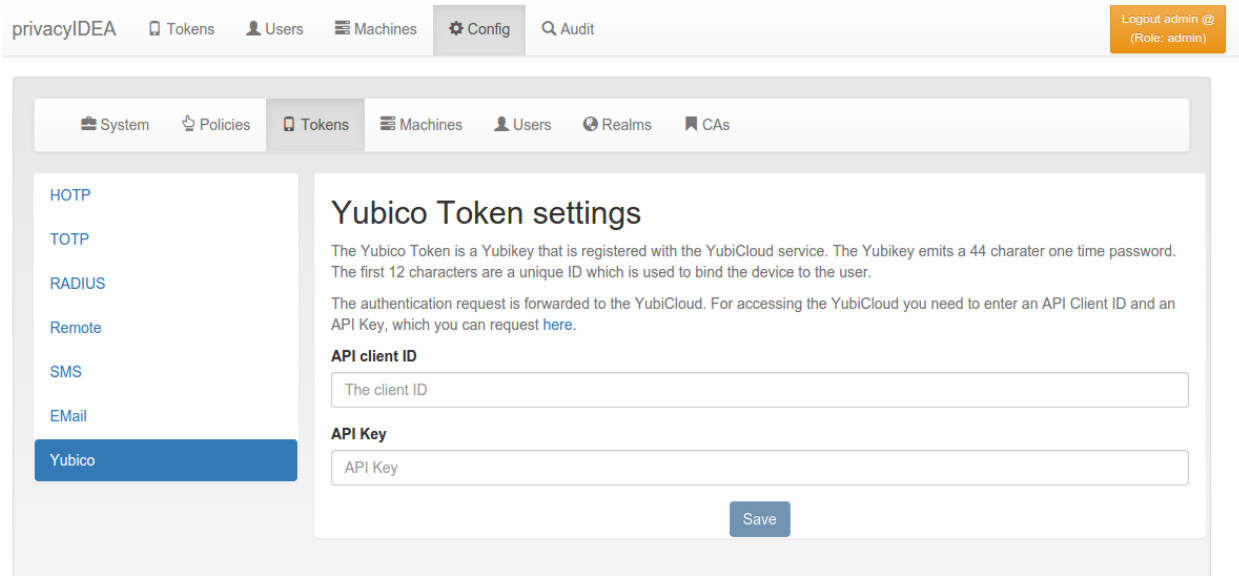 privacyIDEA Tokens Users Machines Config Audit
Logout admin @
(Role: admin)
System Policies Tokens Machines Users Realms CAs
HOTP
TOTP
RADIUS
Remote
SMS
EMail
Yubico
Yubico Token settings
The Yubico Token is a Yubikey that is registered with the YubiCloud service. The Yubikey emits a 44 charater one time password.
The first 12 characters are a unique ID which is used to bind the device to the user.
The authentication request is forwarded to the YubiCloud. For accessing the YubiCloud you need to enter an API Client ID and an
API Key, which you can request here.
API client ID
The client ID
API Key
API Key
Save